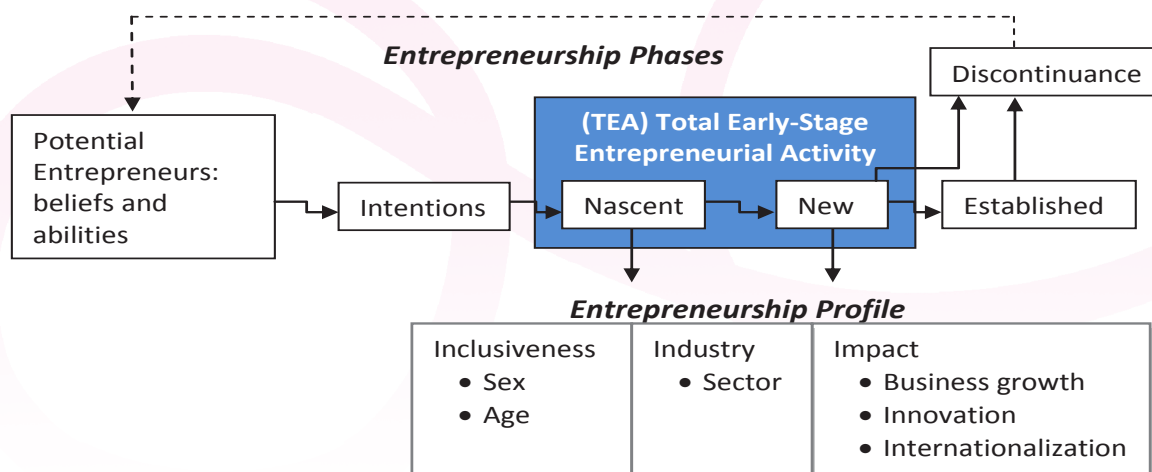 Entrepreneurship Phases
Discontinuance
(TEA) Total Early-Stage
Entrepreneurial Activity
Potential
Entrepreneurs:
beliefs and
abilities
Intentions
Nascent
New
Established
Entrepreneurship Profile
Inclusiveness
• Sex
• Age
Industry
• Sector
Impact
• Business growth
• Innovation
• Internationalization